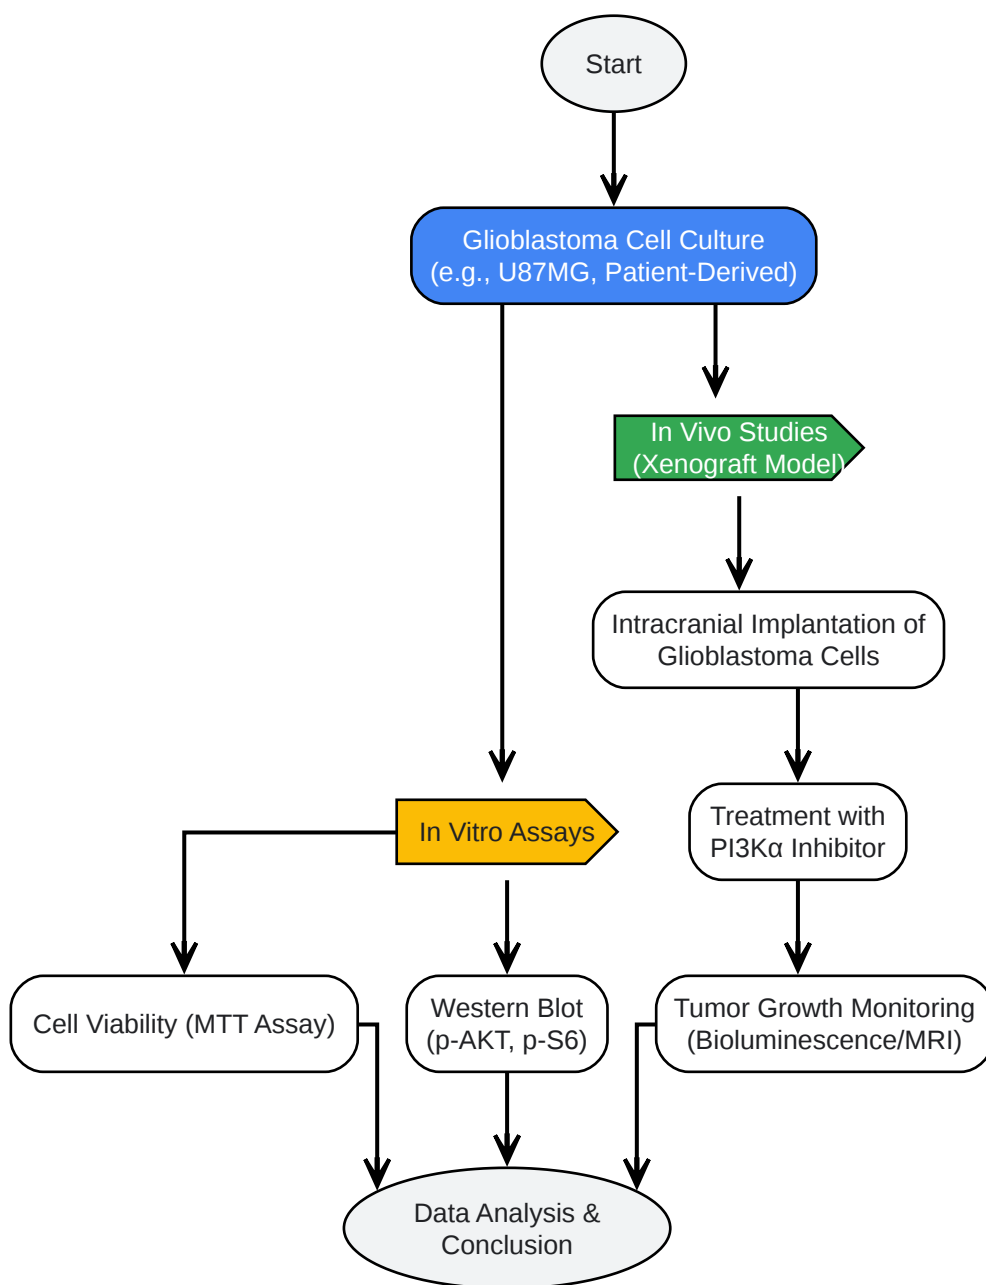 Start
Glioblastoma Cell Culture
(e.g., U87MG, Patient-Derived)
In Vivo Studies
(Xenograft Model)
Intracranial Implantation of
Glioblastoma Cells
Treatment with
PI3Kα Inhibitor
In Vitro Assays
Cell Viability (MTT Assay)
Western Blot
(p-AKT, p-S6)
Tumor Growth Monitoring
(Bioluminescence/MRI)
Data Analysis &
Conclusion